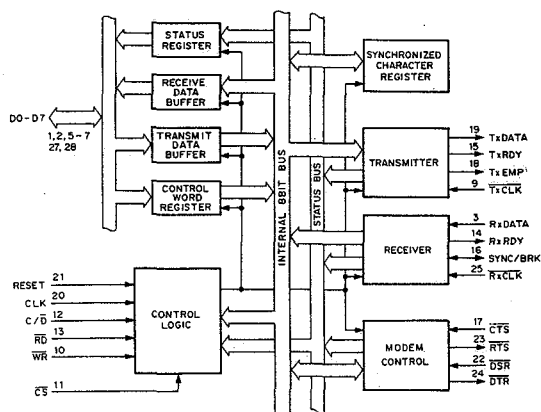 STATUS
REGISTER
RECEIVE
DATA
BUFFER
TRANSMIT
DATA
BUFFER
CONTROL
WORD
REGISTER
D0-D7
1,2,5~7
27,28
INTERNAL 8BIT BUS
STATUS BUS
SYNCHRONIZED
CHARACTER
REGISTER
TRANSMITTER
19 TxDATA
15 TxRDY
18 TxEMP
9 TxCLK
RECEIVER
3 RxDATA
14 RxRDY
16 SYNC/BRK
25 RxCLK
RESET 21
CLK 20
C/D 12
RD 13
WR 10
CS 11
CONTROL
LOGIC
MODEM
CONTROL
17 CTS
23 RTS
22 DSR
24 DTR